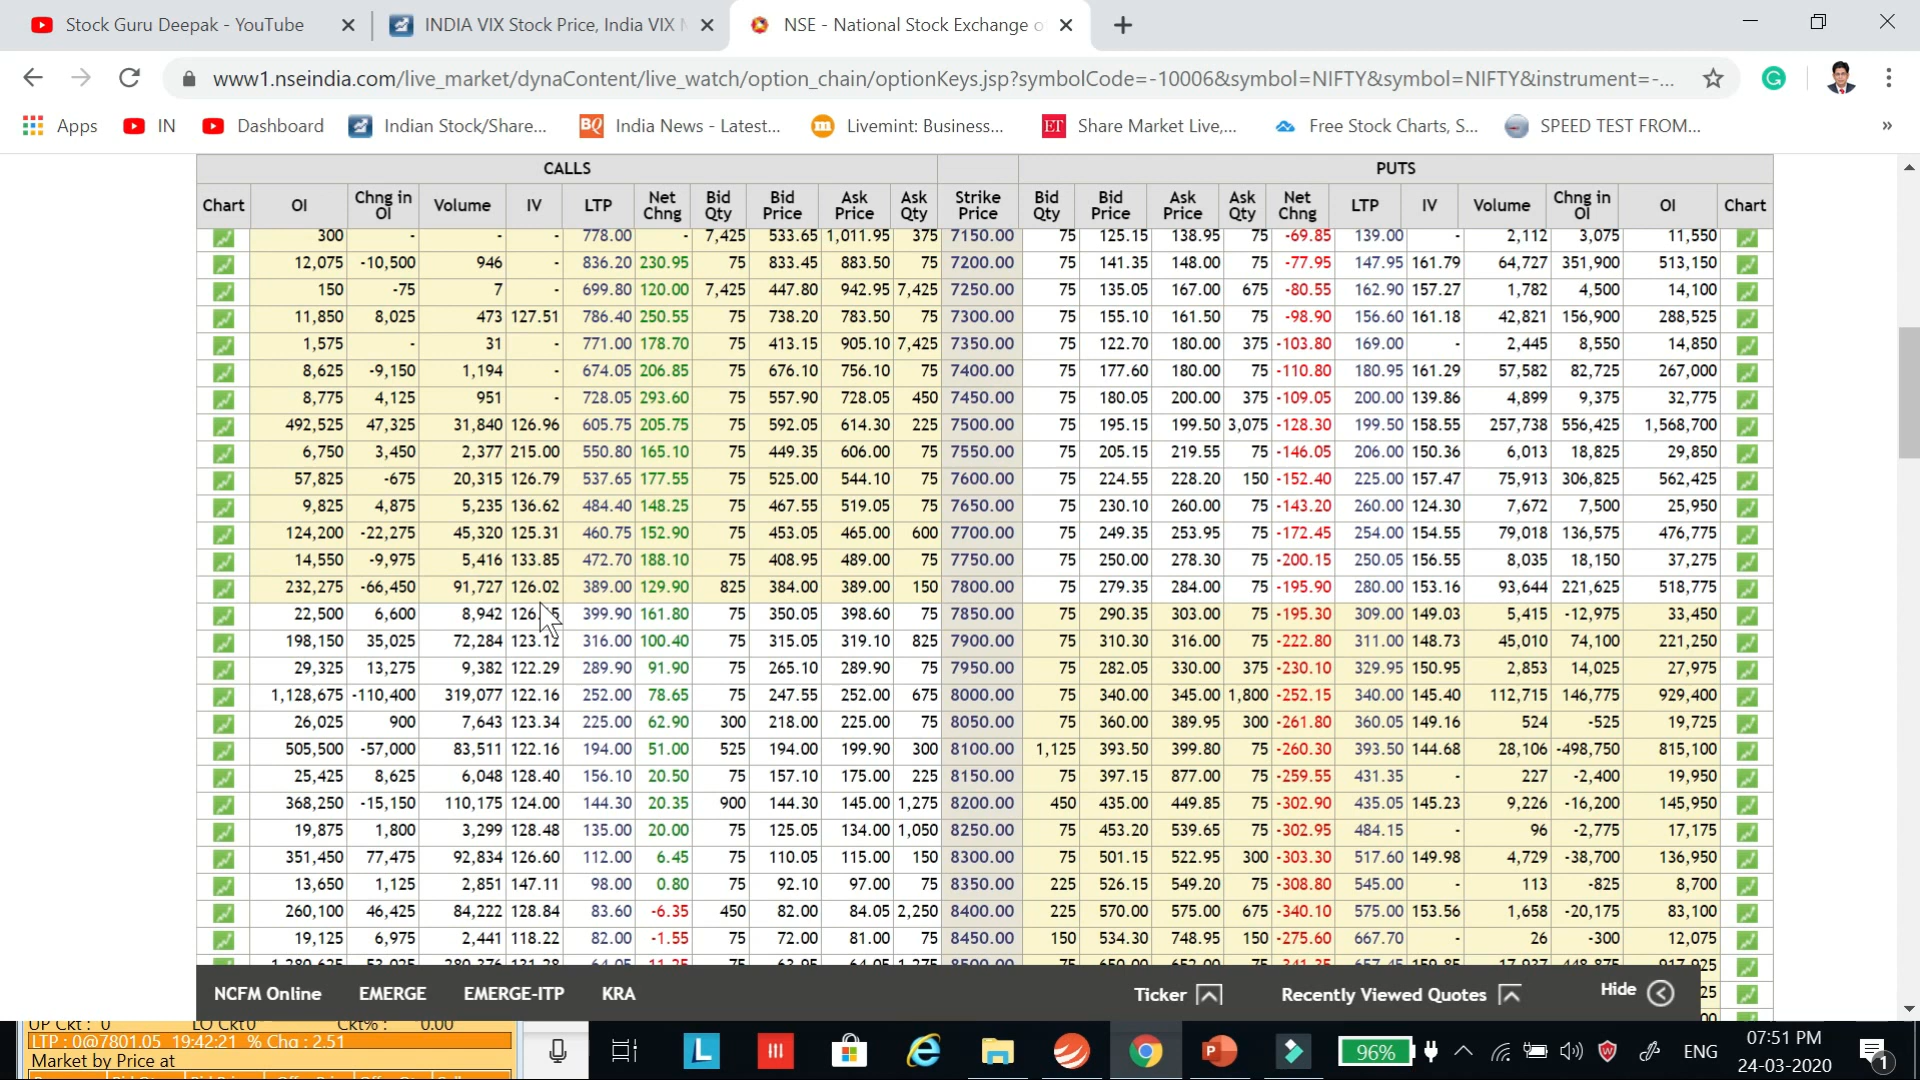 Stock Guru Deepak - YouTube
INDIA VIX Stock Price, India VIX
NSE - National Stock Exchange o
www1.nseindia.com/live_market/dynaContent/live_watch/option_chain/optionKeys.jsp?symbolCode=-10006&symbol=NIFTY&symbol=NIFTY&instrument=-...
Apps IN Dashboard Indian Stock/Share... BQ India News - Latest... m Livemint: Business... ET Share Market Live,... Free Stock Charts, S... SPEED TEST FROM... »
CALLS PUTS
Chart OI Chng in OI Volume IV LTP Net Chng Bid Qty Bid Price Ask Price Ask Qty Strike Price Bid Qty Bid Price Ask Price Ask Qty Net Chng LTP IV Volume Chng in OI OI Chart
300 - - - 778.00 - 7,425 533.65 1,011.95 375 7150.00 75 125.15 138.95 75 -69.85 139.00 - 2,112 3,075 11,550
12,075 -10,500 946 - 836.20 230.95 75 833.45 883.50 75 7200.00 75 141.35 148.00 75 -77.95 147.95 161.79 64,727 351,900 513,150
150 -75 7 - 699.80 120.00 7,425 447.80 942.95 7,425 7250.00 75 135.05 167.00 675 -80.55 162.90 157.27 1,782 4,500 14,100
11,850 8,025 473 127.51 786.40 250.55 75 738.20 783.50 75 7300.00 75 155.10 161.50 75 -98.90 156.60 161.18 42,821 156,900 288,525
1,575 - 31 - 771.00 178.70 75 413.15 905.10 7,425 7350.00 75 122.70 180.00 375 -103.80 169.00 - 2,445 8,550 14,850
8,625 -9,150 1,194 - 674.05 206.85 75 676.10 756.10 75 7400.00 75 177.60 180.00 75 -110.80 180.95 161.29 57,582 82,725 267,000
8,775 4,125 951 - 728.05 293.60 75 557.90 728.05 450 7450.00 75 180.05 200.00 375 -109.05 200.00 139.86 4,899 9,375 32,775
492,525 47,325 31,840 126.96 605.75 205.75 75 592.05 614.30 225 7500.00 75 195.15 199.50 3,075 -128.30 199.50 158.55 257,738 556,425 1,568,700
6,750 3,450 2,377 215.00 550.80 165.10 75 449.35 606.00 75 7550.00 75 205.15 219.55 75 -146.05 206.00 150.36 6,013 18,825 29,850
57,825 -675 20,315 126.79 537.65 177.55 75 525.00 544.10 75 7600.00 75 224.55 228.20 150 -152.40 225.00 157.47 75,913 306,825 562,425
9,825 4,875 5,235 136.62 484.40 148.25 75 467.55 519.05 75 7650.00 75 230.10 260.00 75 -143.20 260.00 124.30 7,672 7,500 25,950
124,200 -22,275 45,320 125.31 460.75 152.90 75 453.05 465.00 600 7700.00 75 249.35 253.95 75 -172.45 254.00 154.55 79,018 136,575 476,775
14,550 -9,975 5,416 133.85 472.70 188.10 75 408.95 489.00 75 7750.00 75 250.00 278.30 75 -200.15 250.05 156.55 8,035 18,150 37,275
232,275 -66,450 91,727 126.02 389.00 129.90 825 384.00 389.00 150 7800.00 75 279.35 284.00 75 -195.90 280.00 153.16 93,644 221,625 518,775
22,500 6,600 8,942 399.90 161.80 75 350.05 398.60 75 7850.00 75 290.35 303.00 75 -195.30 309.00 149.03 5,415 -12,975 33,450
198,150 35,025 72,284 123.12 316.00 100.40 75 315.05 319.10 825 7900.00 75 310.30 316.00 75 -222.80 311.00 148.73 45,010 74,100 221,250
29,325 13,275 9,382 122.29 289.90 91.90 75 265.10 289.90 75 7950.00 75 282.05 330.00 375 -230.10 329.95 150.95 2,853 14,025 27,975
1,128,675 -110,400 319,077 122.16 252.00 78.65 75 247.55 252.00 675 8000.00 75 340.00 345.00 1,800 -252.15 340.00 145.40 112,715 146,775 929,400
26,025 900 7,643 123.34 225.00 62.90 300 218.00 225.00 75 8050.00 75 360.00 389.95 300 -261.80 360.05 149.16 524 -525 19,725
505,500 -57,000 83,511 122.16 194.00 51.00 525 194.00 199.90 300 8100.00 1,125 393.50 399.80 75 -260.30 393.50 144.68 28,106 -498,750 815,100
25,425 8,625 6,048 128.40 156.10 20.50 75 157.10 175.00 225 8150.00 75 397.15 877.00 75 -259.55 431.35 - 227 -2,400 19,950
368,250 -15,150 110,175 124.00 144.30 20.35 900 144.30 145.00 1,275 8200.00 450 435.00 449.85 75 -302.90 435.05 145.23 9,226 -16,200 145,950
19,875 1,800 3,299 128.48 135.00 20.00 75 125.05 134.00 1,050 8250.00 75 453.20 539.65 75 -302.95 484.15 - 96 -2,775 17,175
351,450 77,475 92,834 126.60 112.00 6.45 75 110.05 115.00 150 8300.00 75 501.15 522.95 300 -303.30 517.60 149.98 4,729 -38,700 136,950
13,650 1,125 2,851 147.11 98.00 0.80 75 92.10 97.00 75 8350.00 225 526.15 549.20 75 -308.80 545.00 - 113 -825 8,700
260,100 46,425 84,222 128.84 83.60 -6.35 450 82.00 84.05 2,250 8400.00 225 570.00 575.00 675 -340.10 575.00 153.56 1,658 -20,175 83,100
19,125 6,975 2,441 118.22 82.00 -1.55 75 72.00 81.00 75 8450.00 150 534.30 748.95 150 -275.60 667.70 - 26 -300 12,075
NCFM Online EMERGE EMERGE-ITP KRA Ticker Recently Viewed Quotes Hide
UP Ckt : 0 LO Ckt0 Ckt% : 0.00
LTP : 0@7801.05 19:42:21 % Chg : 2.51
Market by Price at
96% ENG 07:51 PM
24-03-2020 1